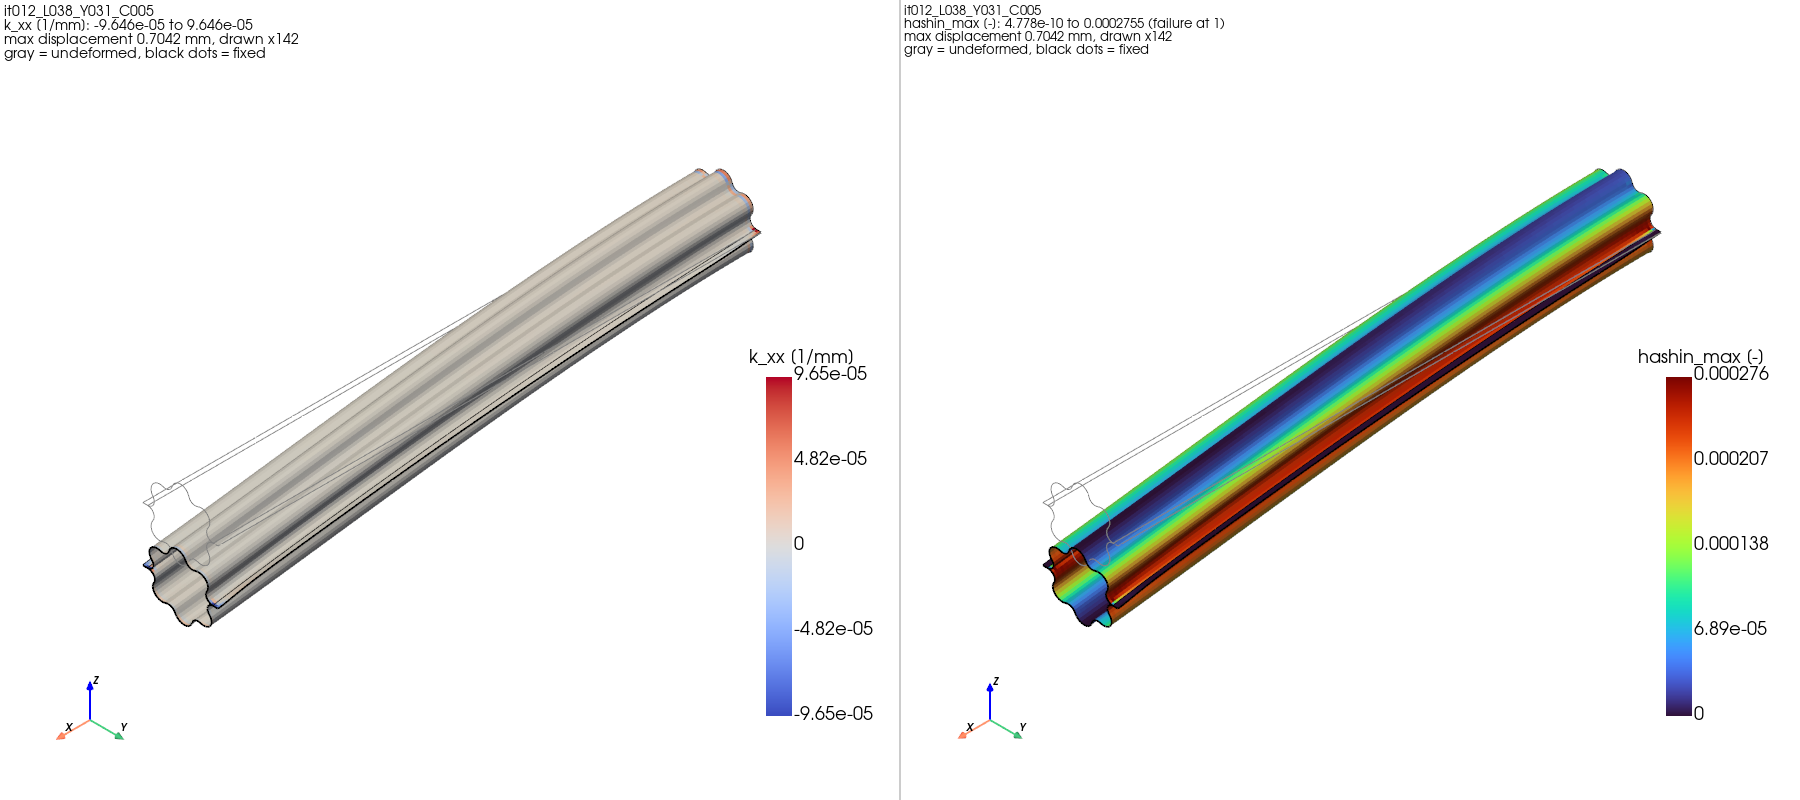 it012_L038_Y031_C005
k_xx [1/mm]: -9.646e-05 to 9.646e-05
max displacement 0.7042 mm, drawn x142
gray = undeformed, black dots = fixed
k_xx [1/mm]
9.65e-05
4.82e-05
0
-4.82e-05
-9.65e-05
Z
X
Y
it012_L038_Y031_C005
hashin_max [-]: 4.778e-10 to 0.0002755 (failure at 1)
max displacement 0.7042 mm, drawn x142
gray = undeformed, black dots = fixed
hashin_max [-]
0.000276
0.000207
0.000138
6.89e-05
0
Z
X
Y